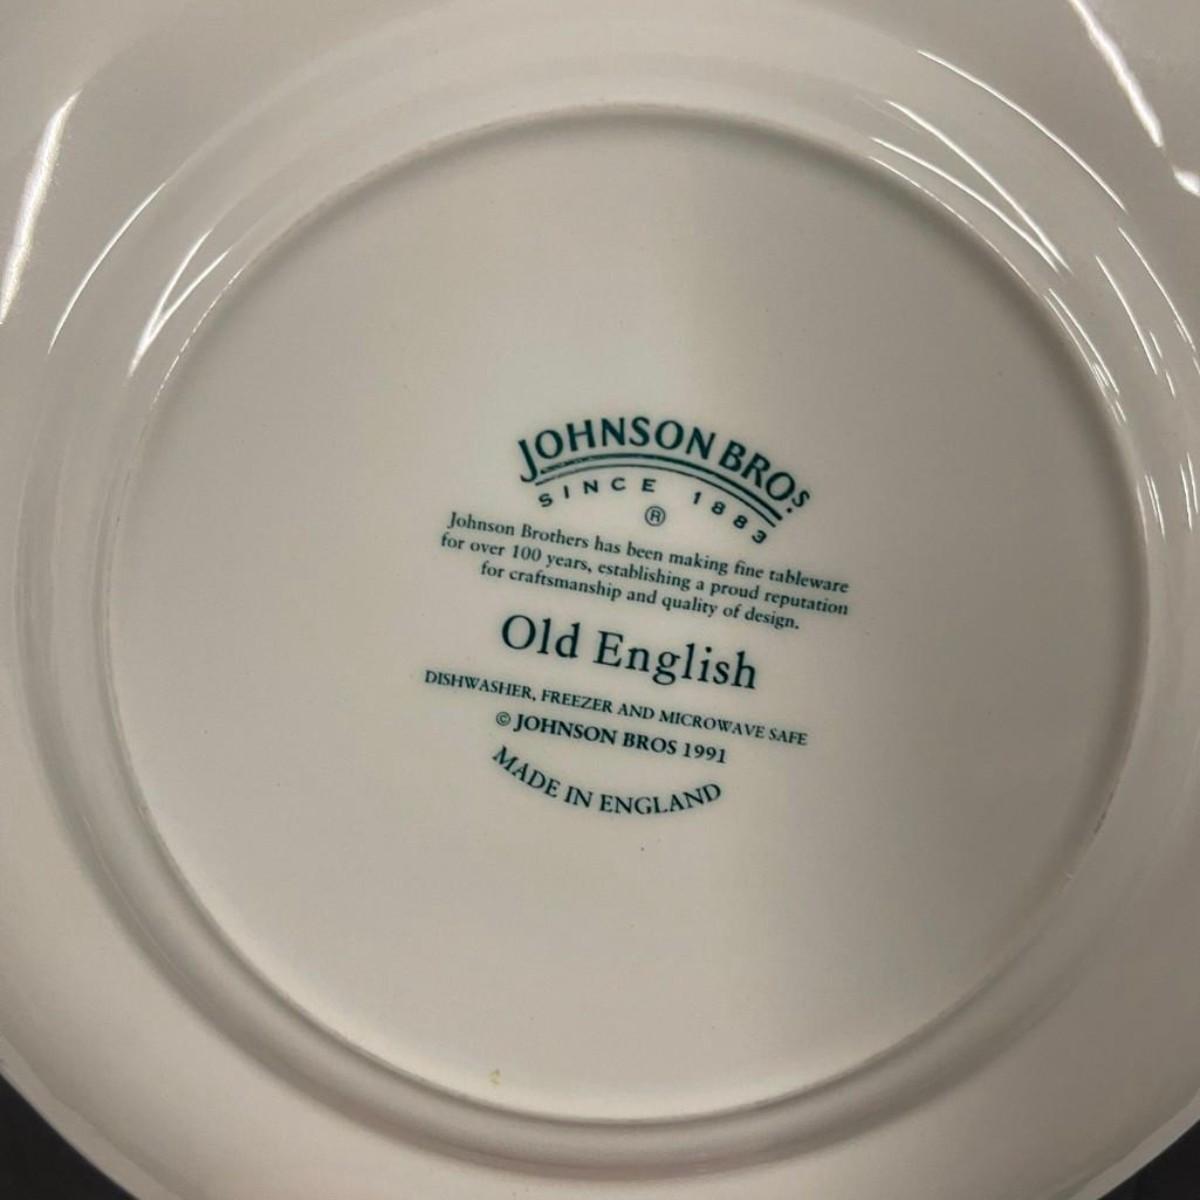 JOHNSON BROS.
SINCE 1883
®
Johnson Brothers has been making fine tableware
for over 100 years, establishing a proud reputation
for craftsmanship and quality of design.
Old English
DISHWASHER, FREEZER AND MICROWAVE SAFE
© JOHNSON BROS 1991
MADE IN ENGLAND